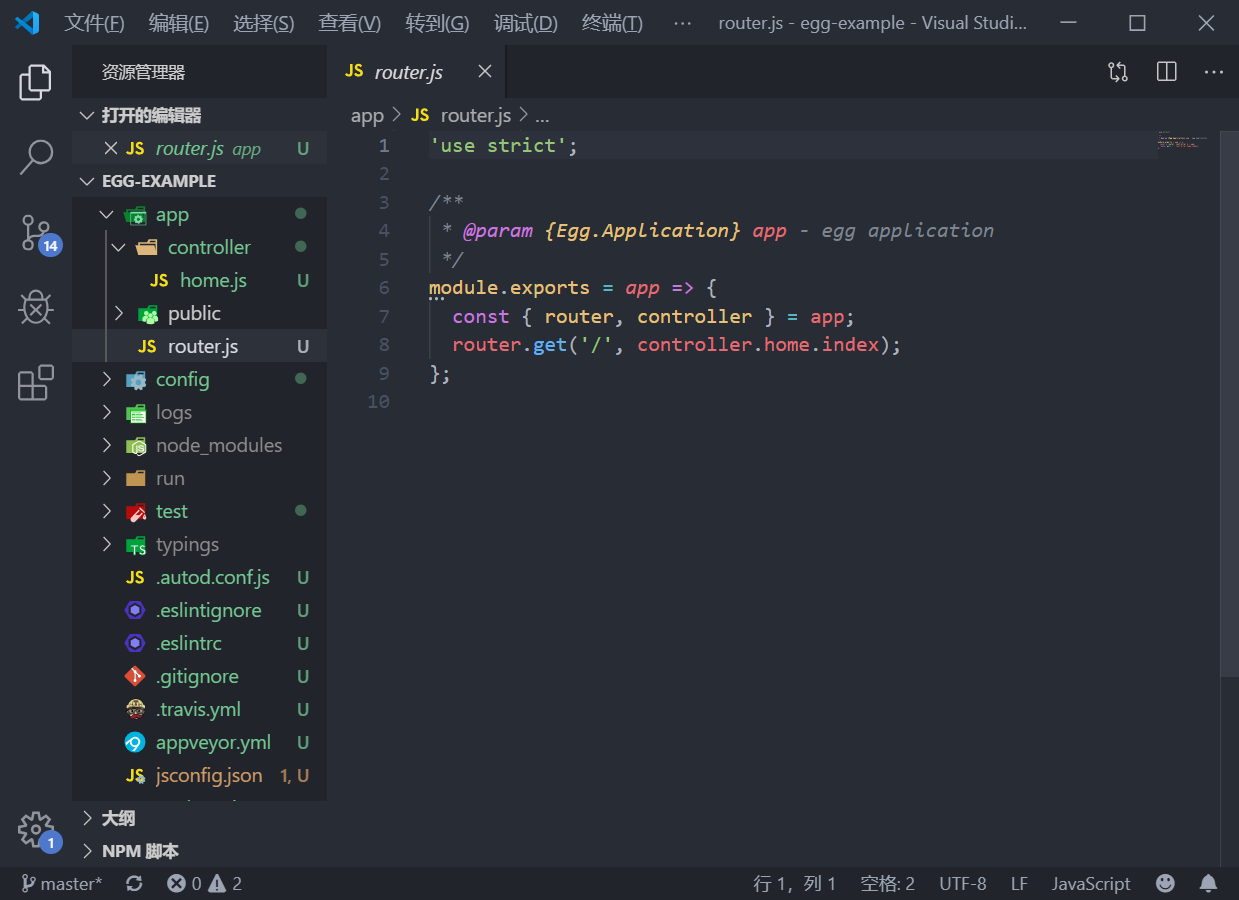 文件(F) 编辑(E) 选择(S) 查看(V) 转到(G) 调试(D) 终端(T) ··· router.js - egg-example - Visual Studi...
资源管理器
JS router.js
打开的编辑器
JS router.js app U
EGG-EXAMPLE
app
controller
JS home.js U
public
JS router.js U
config
logs
node_modules
run
test
TS typings
JS .autod.conf.js U
.eslintignore U
.eslintrc U
.gitignore U
.travis.yml U
appveyor.yml U
JS jsconfig.json 1, U
大纲
NPM 脚本
14
1
app > JS router.js > ...
1 'use strict';
2
3 /**
4  * @param {Egg.Application} app - egg application
5  */
6 module.exports = app => {
7   const { router, controller } = app;
8   router.get('/', controller.home.index);
9 };
10
master* 0 2 行 1，列 1 空格: 2 UTF-8 LF JavaScript